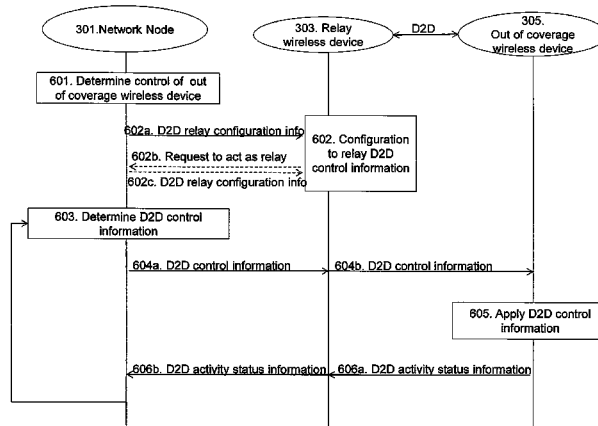 301.Network Node
303. Relay
wireless device
D2D
305.
Out of coverage
wireless device
601. Determine control of out
of coverage wireless device
602a. D2D relay configuration info
602b. Request to act as relay
602c. D2D relay configuration info
602. Configuration
to relay D2D
control information
603. Determine D2D control
information
604a. D2D control information
604b. D2D control information
605. Apply D2D control
information
606b. D2D activity status information
606a. D2D activity status information